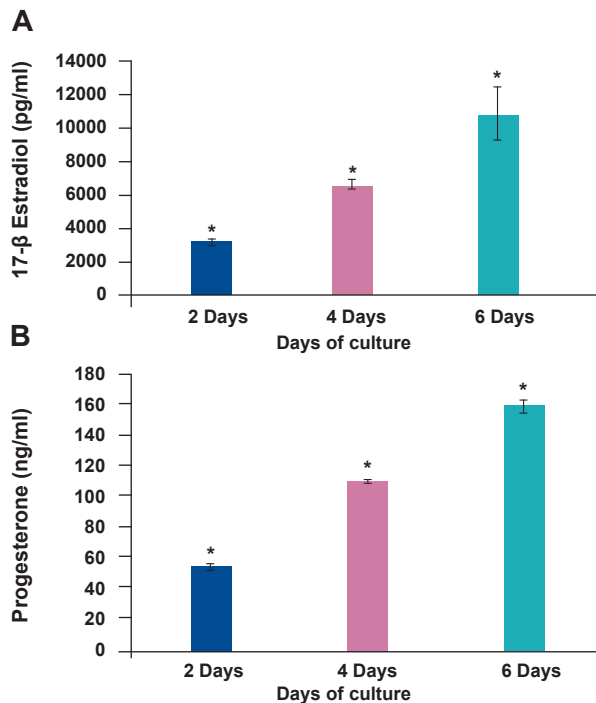 A
17-β Estradiol (pg/ml)
14000
12000
10000
8000
6000
4000
2000
0
*
*
*
2 Days
4 Days
6 Days
Days of culture
B
Progesterone (ng/ml)
180
160
140
120
100
80
60
40
20
0
*
*
*
2 Days
4 Days
6 Days
Days of culture